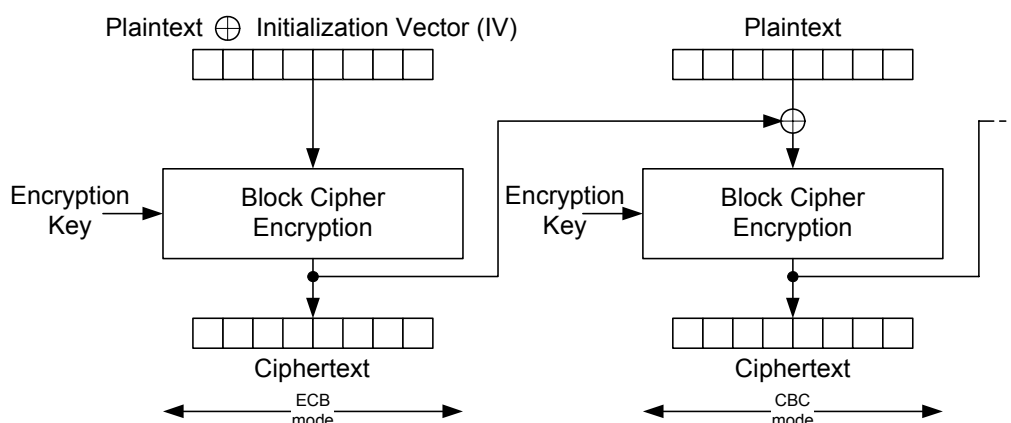 Plaintext ⊕ Initialization Vector (IV)
Plaintext
Encryption
Key
Block Cipher
Encryption
Encryption
Key
Block Cipher
Encryption
Ciphertext
Ciphertext
ECB
mode
CBC
mode